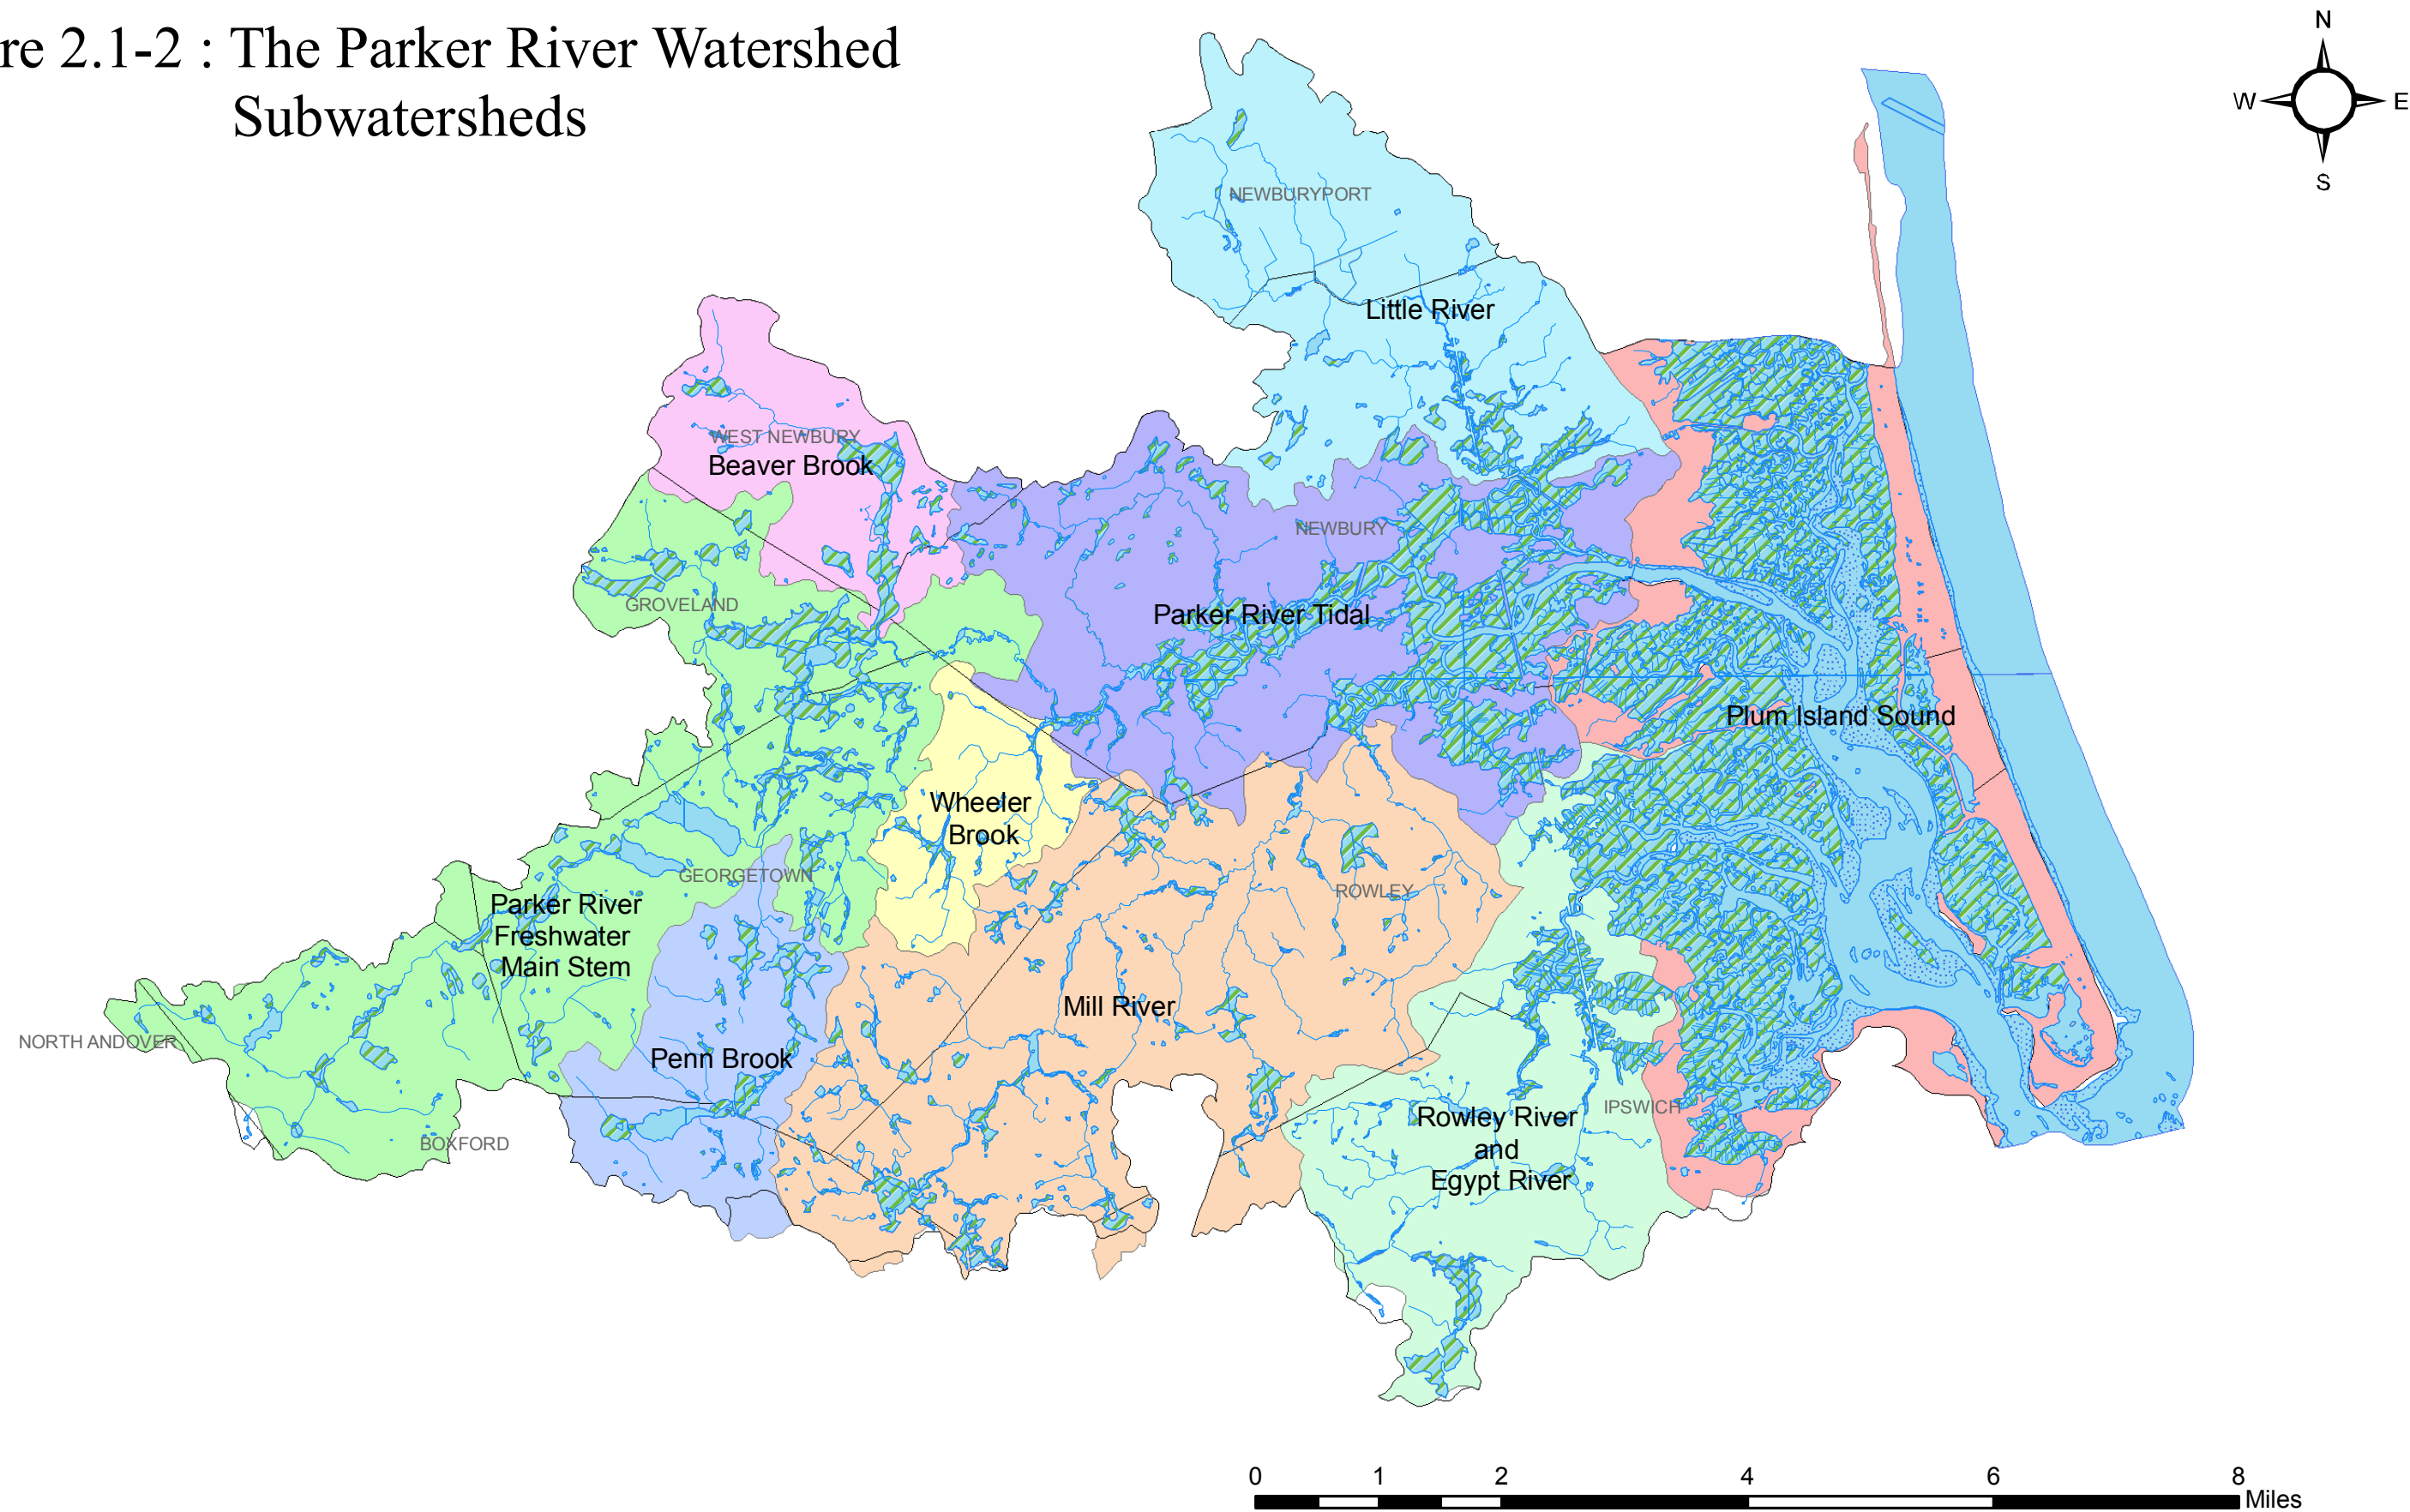 re 2.1-2 : The Parker River Watershed
Subwatersheds
N
W
E
S
NEWBURYPORT
Little River
WEST NEWBURY
Beaver Brook
NEWBURY
GROVELAND
Parker River Tidal
Plum Island Sound
Wheeler
Brook
GEORGETOWN
ROWLEY
Parker River
Freshwater
Main Stem
Mill River
NORTH ANDOVER
Penn Brook
BOXFORD
Rowley River
and
Egypt River
IPSWICH
0 1 2 4 6 8
Miles